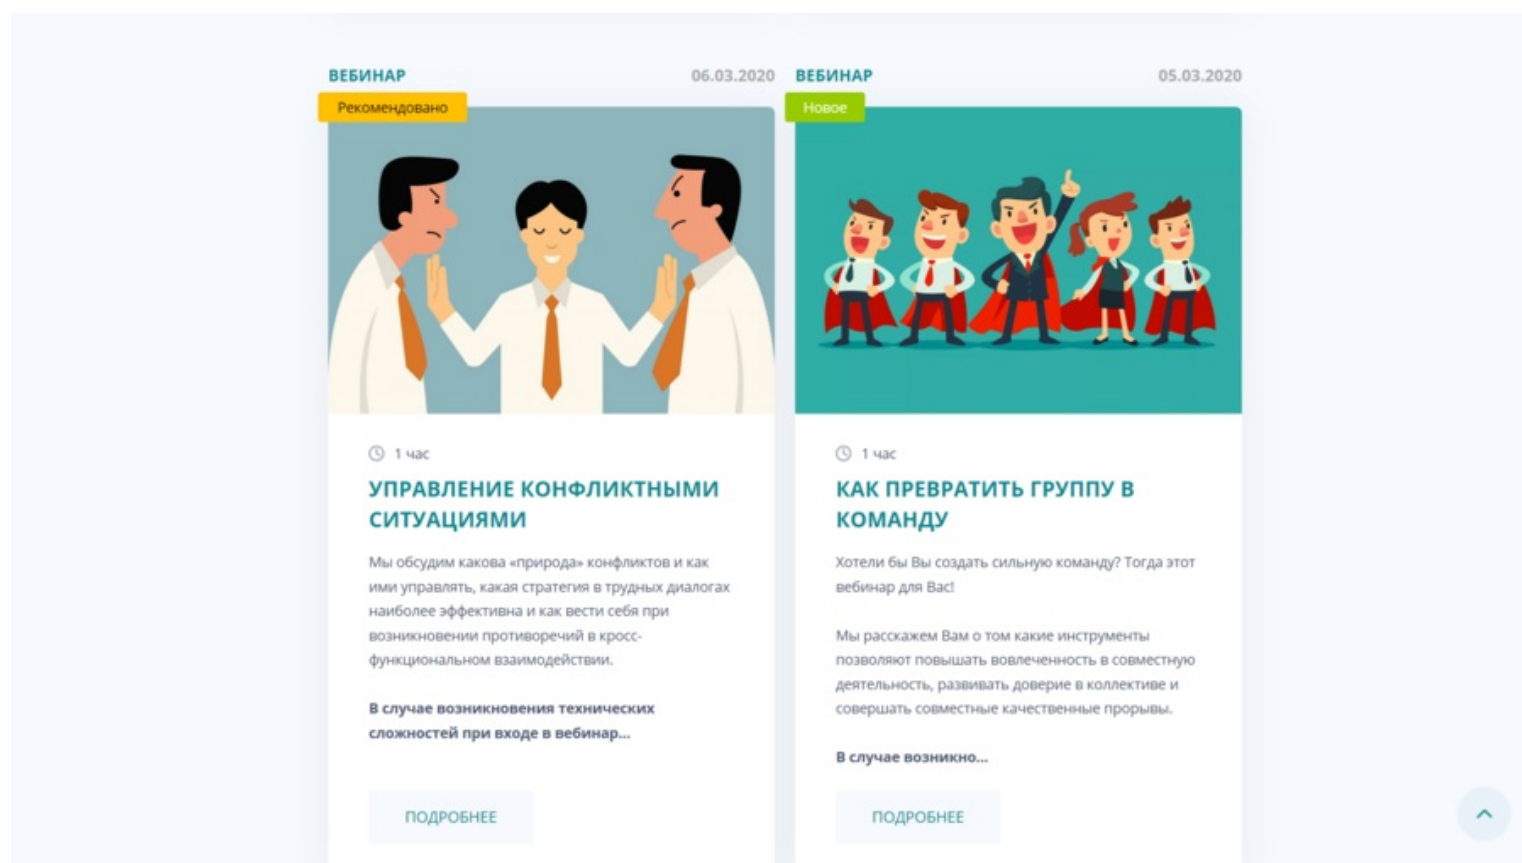 ВЕБИНАР 06.03.2020
Рекомендовано
1 час
УПРАВЛЕНИЕ КОНФЛИКТНЫМИ
СИТУАЦИЯМИ
Мы обсудим какова «природа» конфликтов и как
ими управлять, какая стратегия в трудных диалогах
наиболее эффективна и как вести себя при
возникновении противоречий в кросс-
функциональном взаимодействии.
В случае возникновения технических
сложностей при входе в вебинар...
ПОДРОБНЕЕ
ВЕБИНАР 05.03.2020
Новое
1 час
КАК ПРЕВРАТИТЬ ГРУППУ В
КОМАНДУ
Хотели бы Вы создать сильную команду? Тогда этот
вебинар для Вас!
Мы расскажем Вам о том какие инструменты
позволяют повышать вовлеченность в совместную
деятельность, развивать доверие в коллективе и
совершать совместные качественные прорывы.
В случае возникно...
ПОДРОБНЕЕ